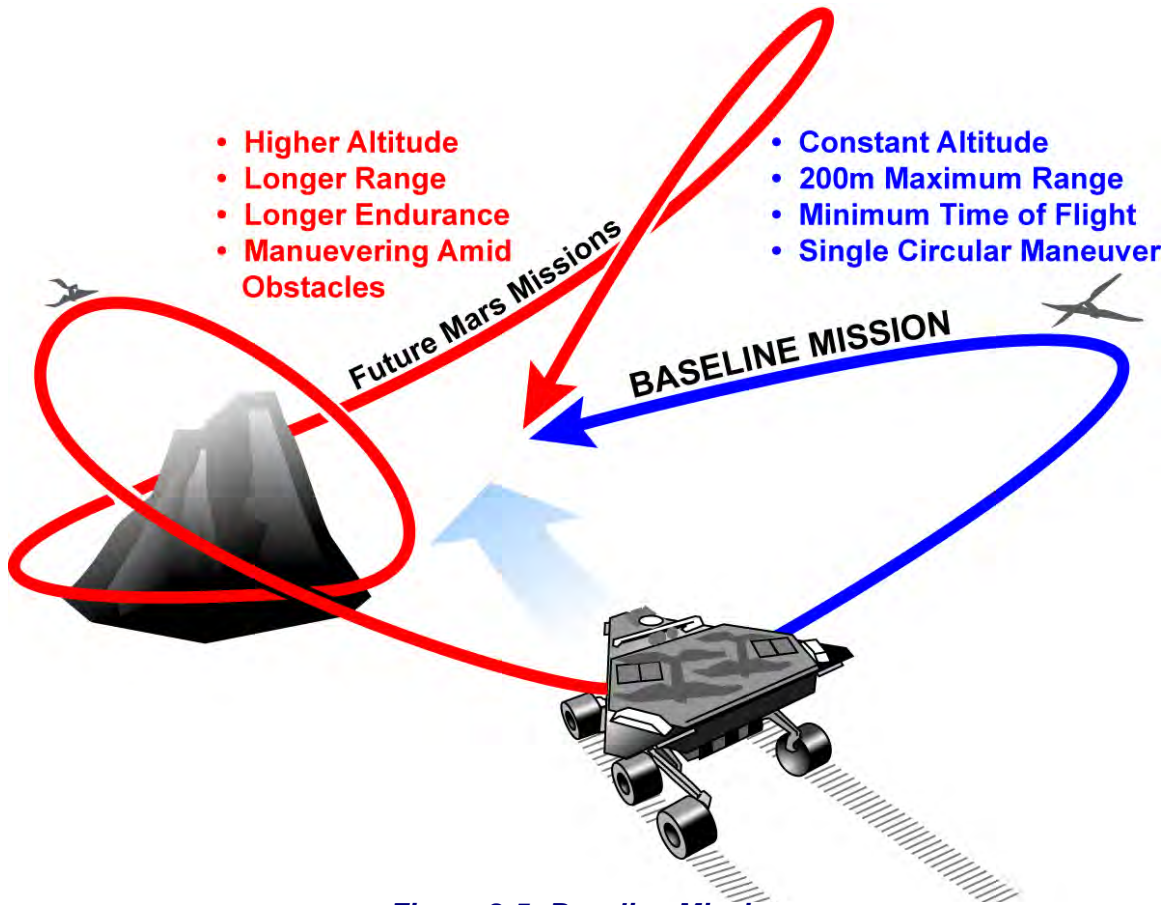 • Higher Altitude
• Longer Range
• Longer Endurance
• Manuevering Amid
Obstacles
• Constant Altitude
• 200m Maximum Range
• Minimum Time of Flight
• Single Circular Maneuver
Future Mars Missions
BASELINE MISSION